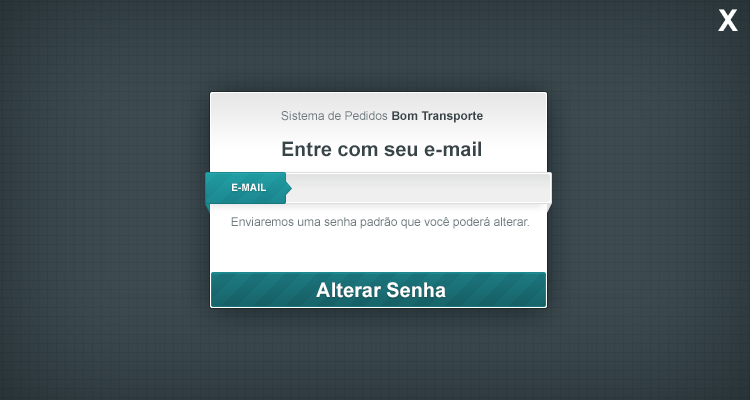 X
Sistema de Pedidos Bom Transporte
Entre com seu e-mail
E-MAIL
Enviaremos uma senha padrão que você poderá alterar.
Alterar Senha